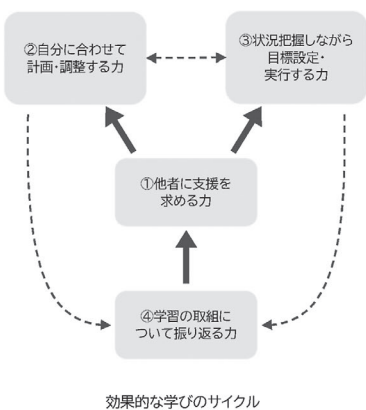 ②自分に合わせて
計画・調整する力
③状況把握しながら
目標設定・
実行する力
①他者に支援を
求める力
④学習の取組に
ついて振り返る力
効果的な学びのサイクル